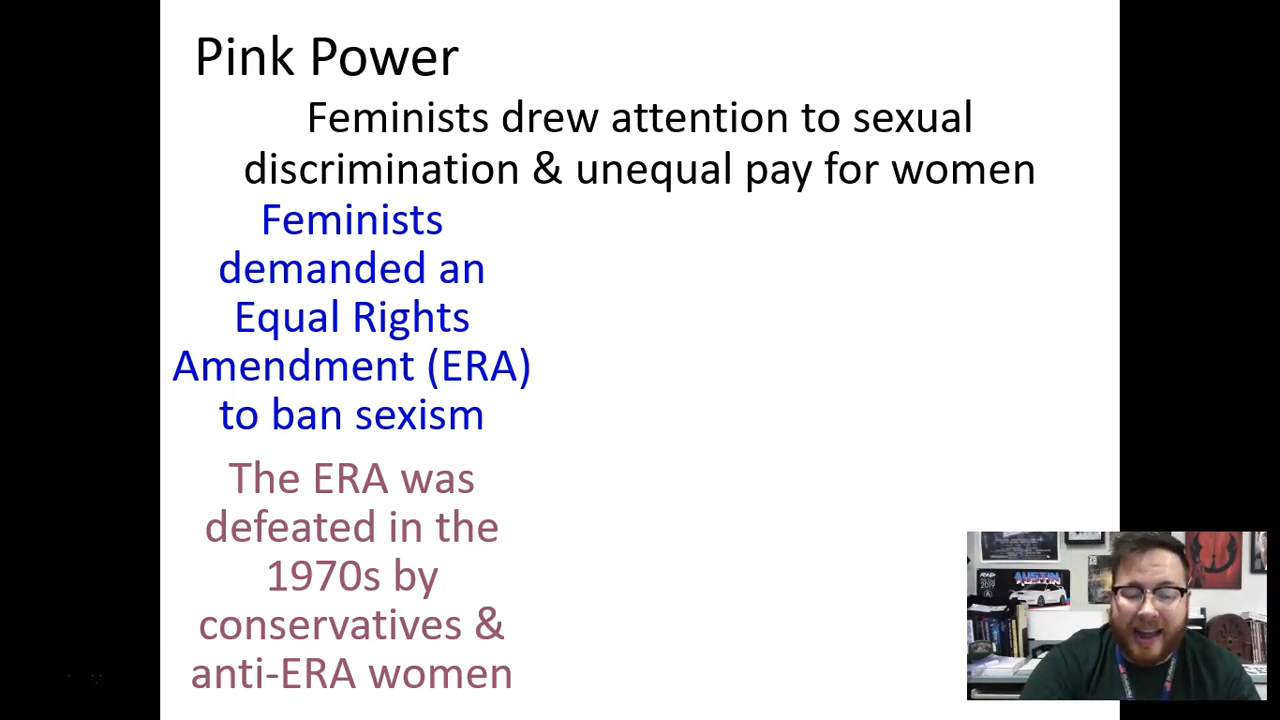 Pink Power
Feminists drew attention to sexual
discrimination & unequal pay for women
Feminists
demanded an
Equal Rights
Amendment (ERA)
to ban sexism
The ERA was
defeated in the
1970s by
conservatives &
anti-ERA women
AUSTIN